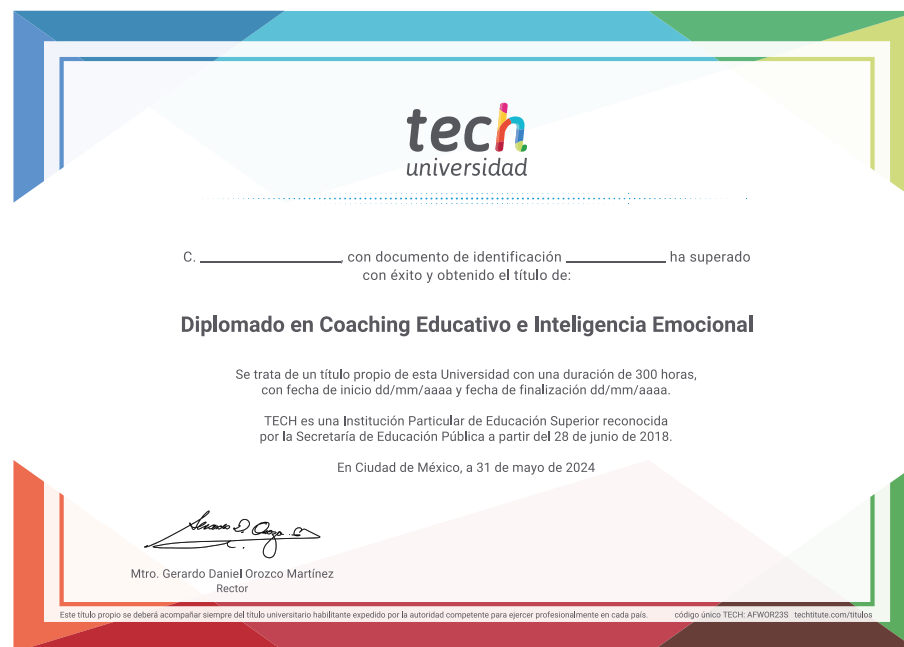 tech
universidad
C. ____________, con documento de identificación ____________ ha superado
con éxito y obtenido el título de:
Diplomado en Coaching Educativo e Inteligencia Emocional
Se trata de un título propio de esta Universidad con una duración de 300 horas,
con fecha de inicio dd/mm/aaaa y fecha de finalización dd/mm/aaaa.
TECH es una Institución Particular de Educación Superior reconocida
por la Secretaría de Educación Pública a partir del 28 de junio de 2018.
En Ciudad de México, a 31 de mayo de 2024
Mtro. Gerardo Daniel Orozco Martínez
Rector
Este título propio se deberá acompañar siempre del título universitario habilitante expedido por la autoridad competente para ejercer profesionalmente en cada país. código único TECH: AFWOR23S techtitute.com/titulos